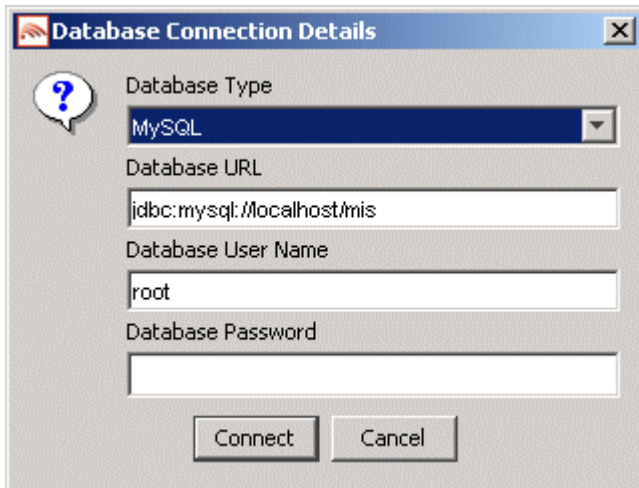 Database Connection Details
Database Type
MySQL
Database URL
jdbc:mysql://localhost/mis
Database User Name
root
Database Password
Connect
Cancel